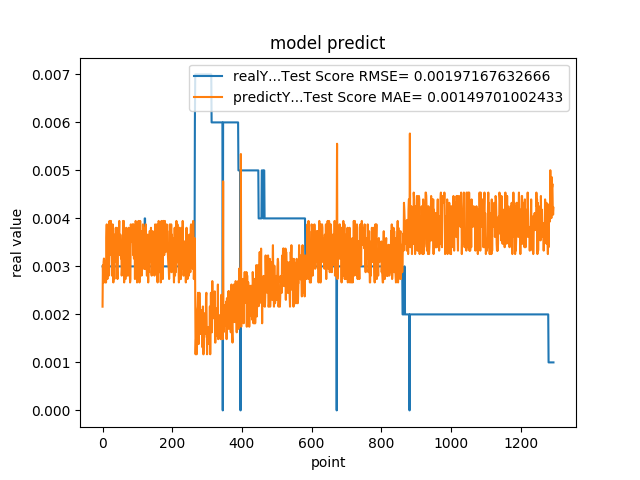 model predict
realY...Test Score RMSE= 0.00197167632666
predictY...Test Score MAE= 0.00149701002433
real value
0.007
0.006
0.005
0.004
0.003
0.002
0.001
0.000
0 200 400 600 800 1000 1200
point